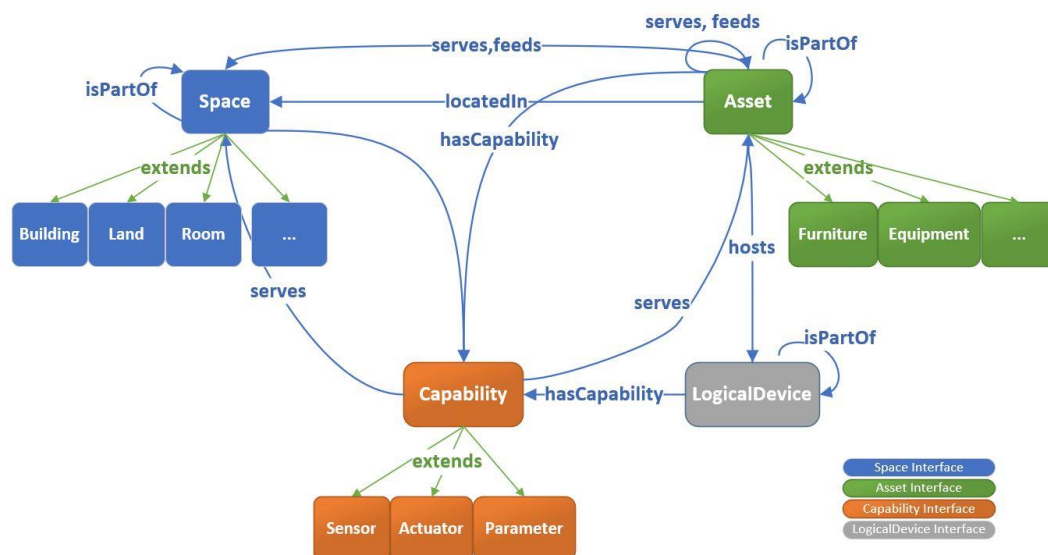 serves, feeds
serves,feeds
isPartOf
isPartOf
Space
locatedIn
Asset
hasCapability
extends
extends
Building
Land
Room
...
Furniture
Equipment
...
hosts
serves
serves
isPartOf
Capability
hasCapability
LogicalDevice
extends
Space Interface
Asset Interface
Capability Interface
LogicalDevice Interface
Sensor
Actuator
Parameter